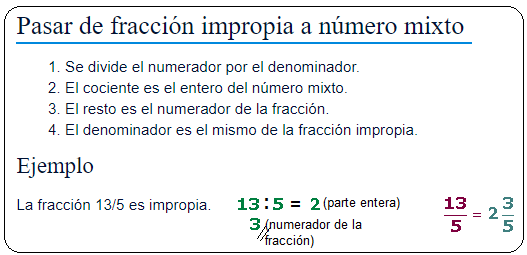 Pasar de fracción impropia a número mixto
1. Se divide el numerador por el denominador.
2. El cociente es el entero del número mixto.
3. El resto es el numerador de la fracción.
4. El denominador es el mismo de la fracción impropia.
Ejemplo
La fracción 13/5 es impropia.
13:5 = 2 (parte entera)
3 (numerador de la
fracción)
13/5 = 2 3/5